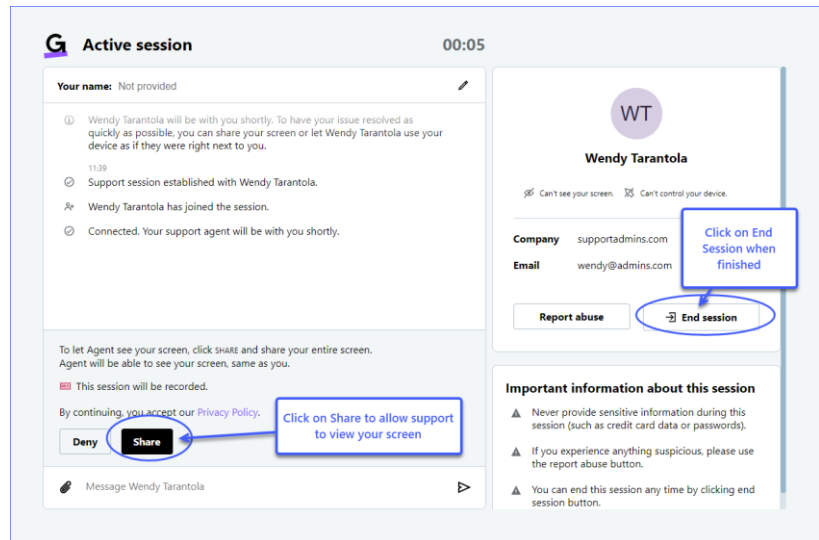 G Active session 00:05
Your name: Not provided
Wendy Tarantola will be with you shortly. To have your issue resolved as
quickly as possible, you can share your screen or let Wendy Tarantola use your
device as if they were right next to you.
11:39
Support session established with Wendy Tarantola.
Wendy Tarantola has joined the session.
Connected. Your support agent will be with you shortly.
To let Agent see your screen, click SHARE and share your entire screen.
Agent will be able to see your screen, same as you.
REC This session will be recorded.
By continuing, you accept our Privacy Policy.
Deny
Share
Click on Share to allow support
to view your screen
Message Wendy Tarantola
WT
Wendy Tarantola
Can't see your screen. Can't control your device.
Company supportadmins.com
Email wendy@admins.com
Click on End
Session when
finished
Report abuse
End session
Important information about this session
Never provide sensitive information during this
session (such as credit card data or passwords).
If you experience anything suspicious, please use
the report abuse button.
You can end this session any time by clicking end
session button.